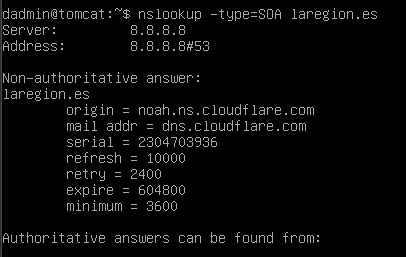 dadmin@tomcat:~$ nslookup -type=SOA laregion.es
Server:         8.8.8.8
Address:        8.8.8.8#53

Non-authoritative answer:
laregion.es
        origin = noah.ns.cloudflare.com
        mail addr = dns.cloudflare.com
        serial = 2304703936
        refresh = 10000
        retry = 2400
        expire = 604800
        minimum = 3600

Authoritative answers can be found from: